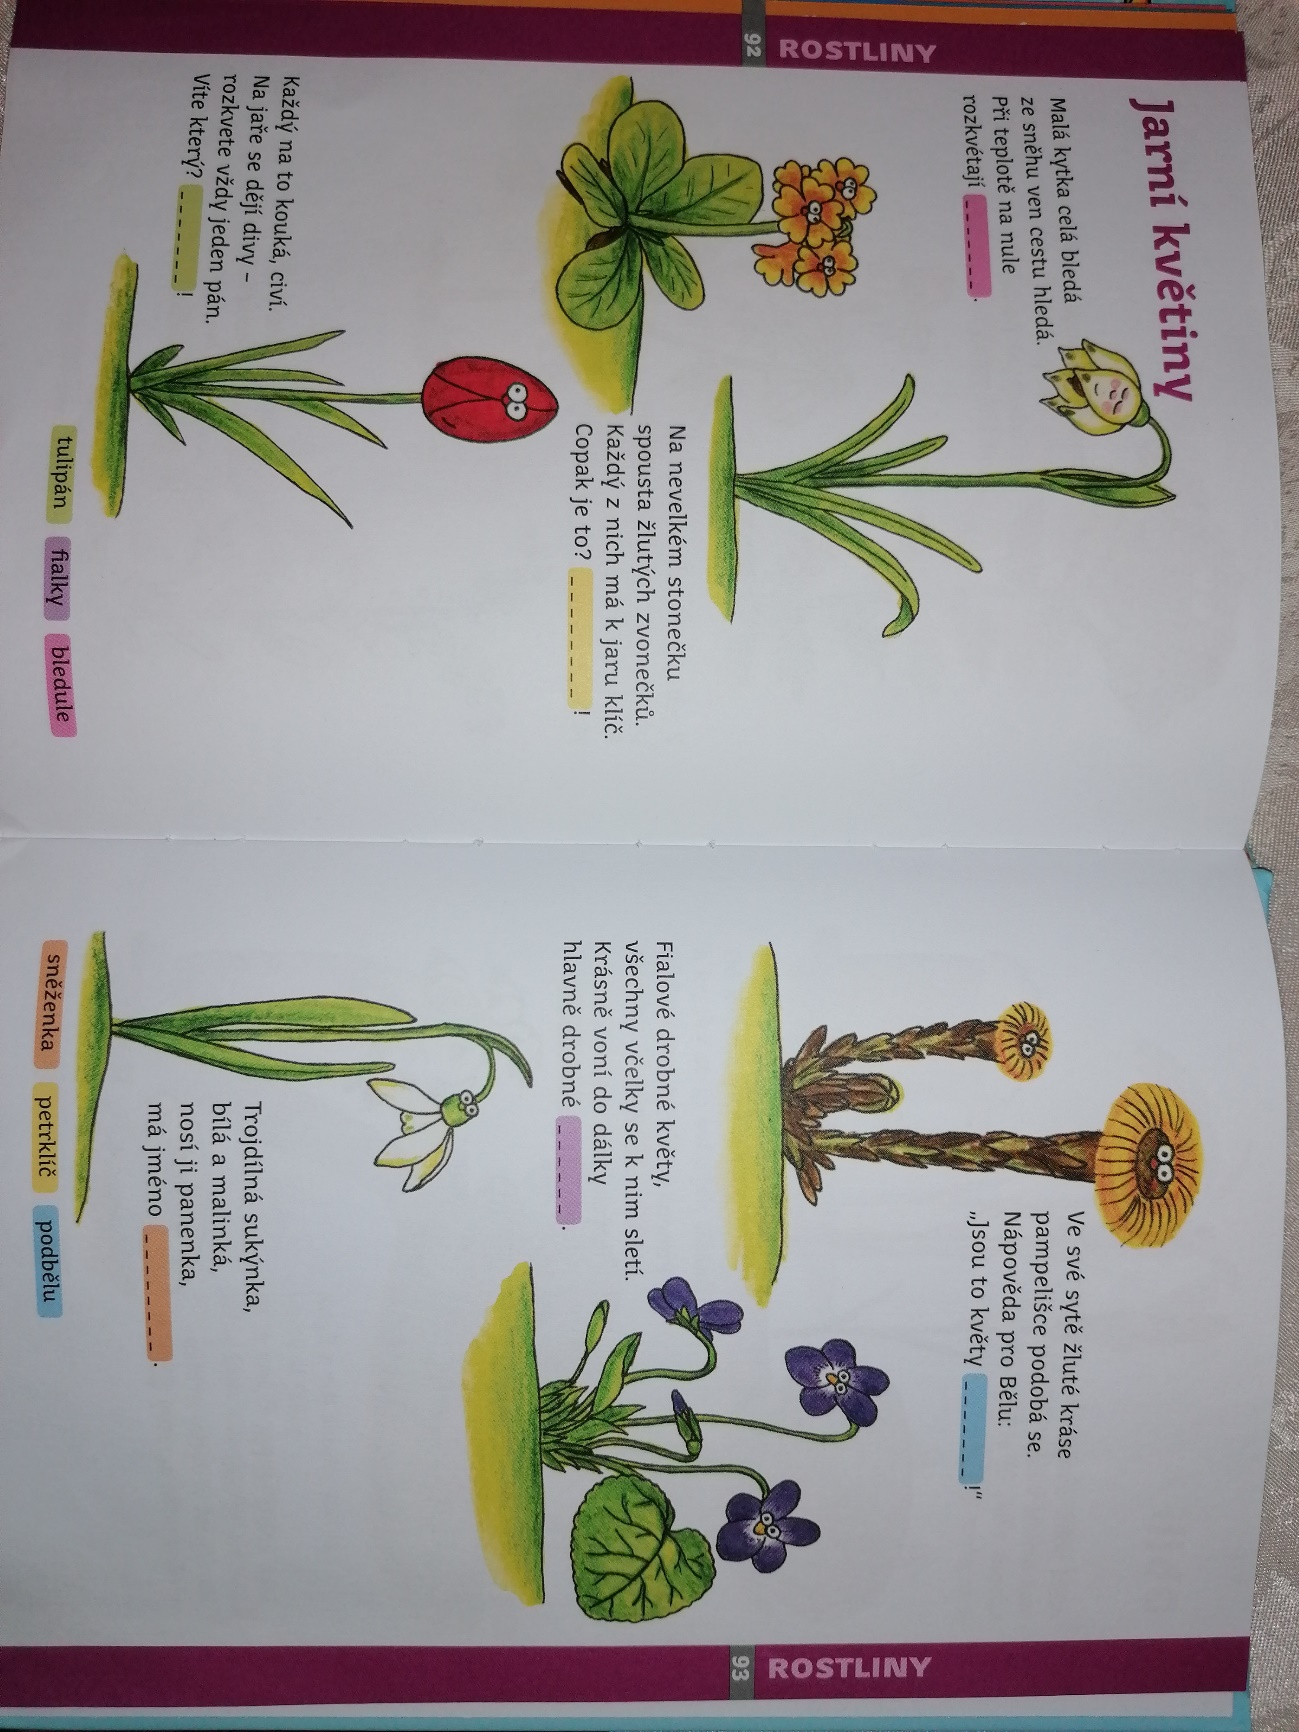 92 ROSTLINY
Jarní květiny
Malá kytka celá bledá
ze sněhu ven cestu hledá.
Při teplotě na nule
rozkvétají _ _ _ _ _ _ _ .
Na nevelkém stonečku
spousta žlutých zvonečků.
Každý z nich má k jaru klíč.
Copak je to? _ _ _ _ _ _ _ _ !
Každý na to kouká, civí.
Na jaře se dějí divy –
rozkvete vždy jeden pán.
Víte který? _ _ _ _ _ _ !
tulipán fialky bledule
Ve své sytě žluté kráse
pampelišce podobá se.
Nápověda pro Bělu:
„Jsou to květy _ _ _ _ _ _ _ !“
Fialové drobné květy,
všechny včelky se k nim sletí.
Krásně voní do dálky
hlavně drobné _ _ _ _ _ _ .
Trojdílná sukýnka,
bílá a malinká,
nosí ji panenka,
má jméno _ _ _ _ _ _ _ _ .
sněženka petrklíč podbělu
93 ROSTLINY